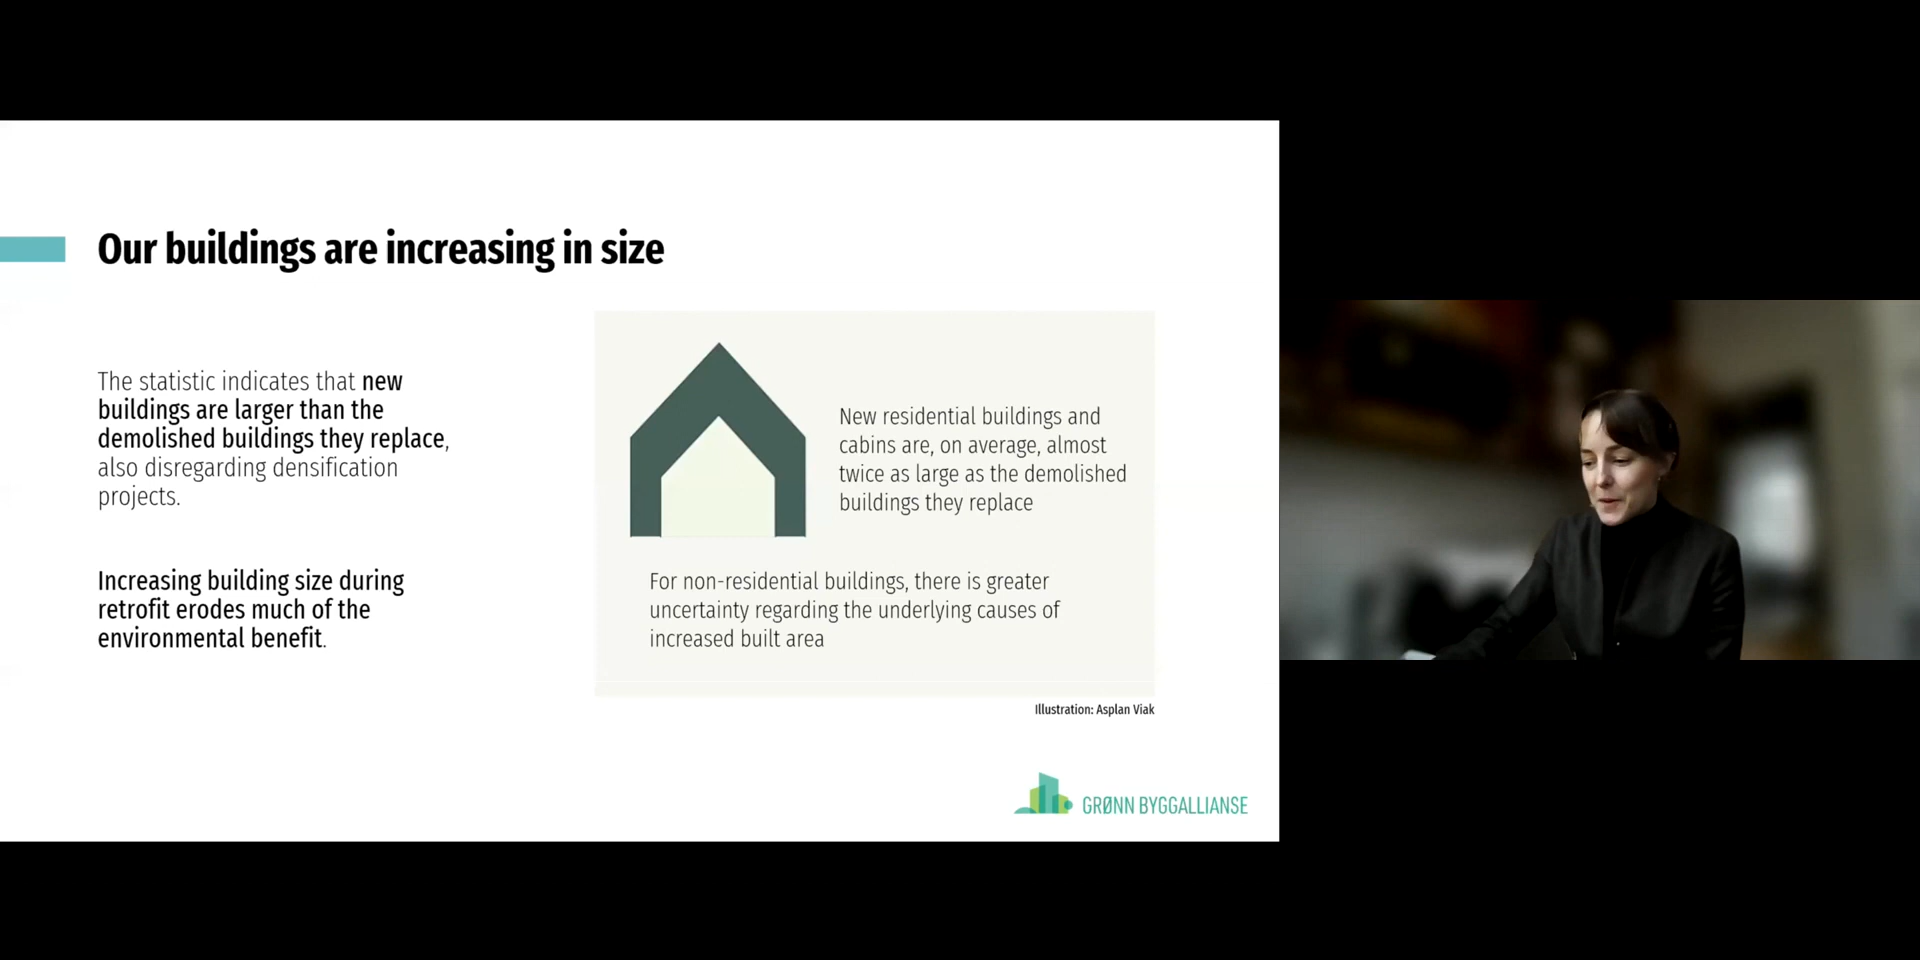 Our buildings are increasing in size
The statistic indicates that new
buildings are larger than the
demolished buildings they replace,
also disregarding densification
projects.
Increasing building size during
retrofit erodes much of the
environmental benefit.
New residential buildings and
cabins are, on average, almost
twice as large as the demolished
buildings they replace
For non-residential buildings, there is greater
uncertainty regarding the underlying causes of
increased built area
Illustration: Asplan Viak
GRØNN BYGGALLIANSE